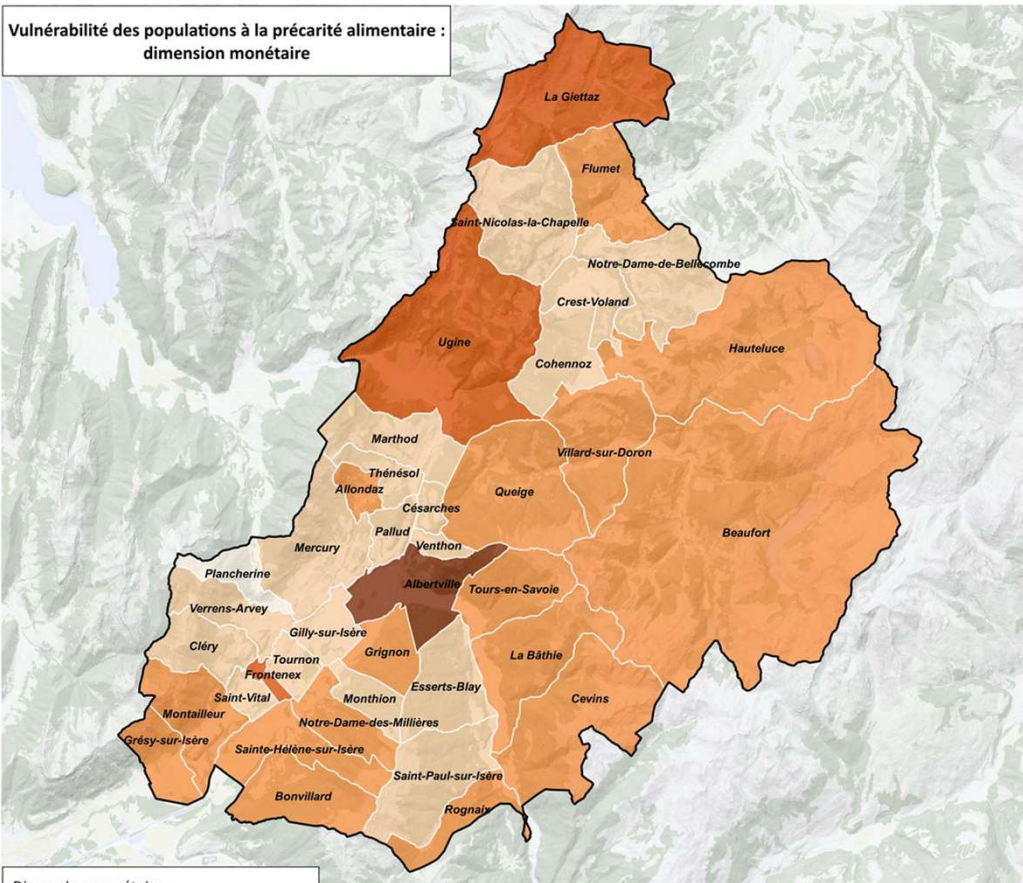 Vulnérabilité des populations à la précarité alimentaire :
dimension monétaire
La Giettaz
Flumet
Saint-Nicolas-la-Chapelle
Notre-Dame-de-Bellecombe
Crest-Voland
Ugine
Hauteluce
Cohennoz
Marthod
Villard-sur-Doron
Thénésol
Allondaz
Queige
Césarches
Pallud
Beaufort
Venthon
Mercury
Plancherine
Albertville
Tours-en-Savoie
Verrens-Arvey
Gilly-sur-Isère
Cléry
Grignon
La Bâthie
Tournon
Frontenex
Esserts-Blay
Saint-Vital
Monthion
Cevins
Montailleur
Notre-Dame-des-Millières
Grésy-sur-Isère
Sainte-Hélène-sur-Isère
Saint-Paul-sur-Isère
Bonvillard
Rognaix